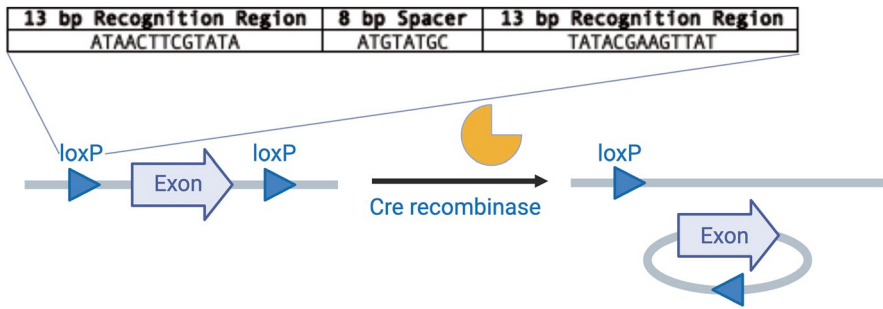 13 bp Recognition Region 8 bp Spacer 13 bp Recognition Region
ATAACTTCGTATA ATGTATGC TATACGAAGTTAT
loxP loxP loxP
Exon
Cre recombinase
Exon